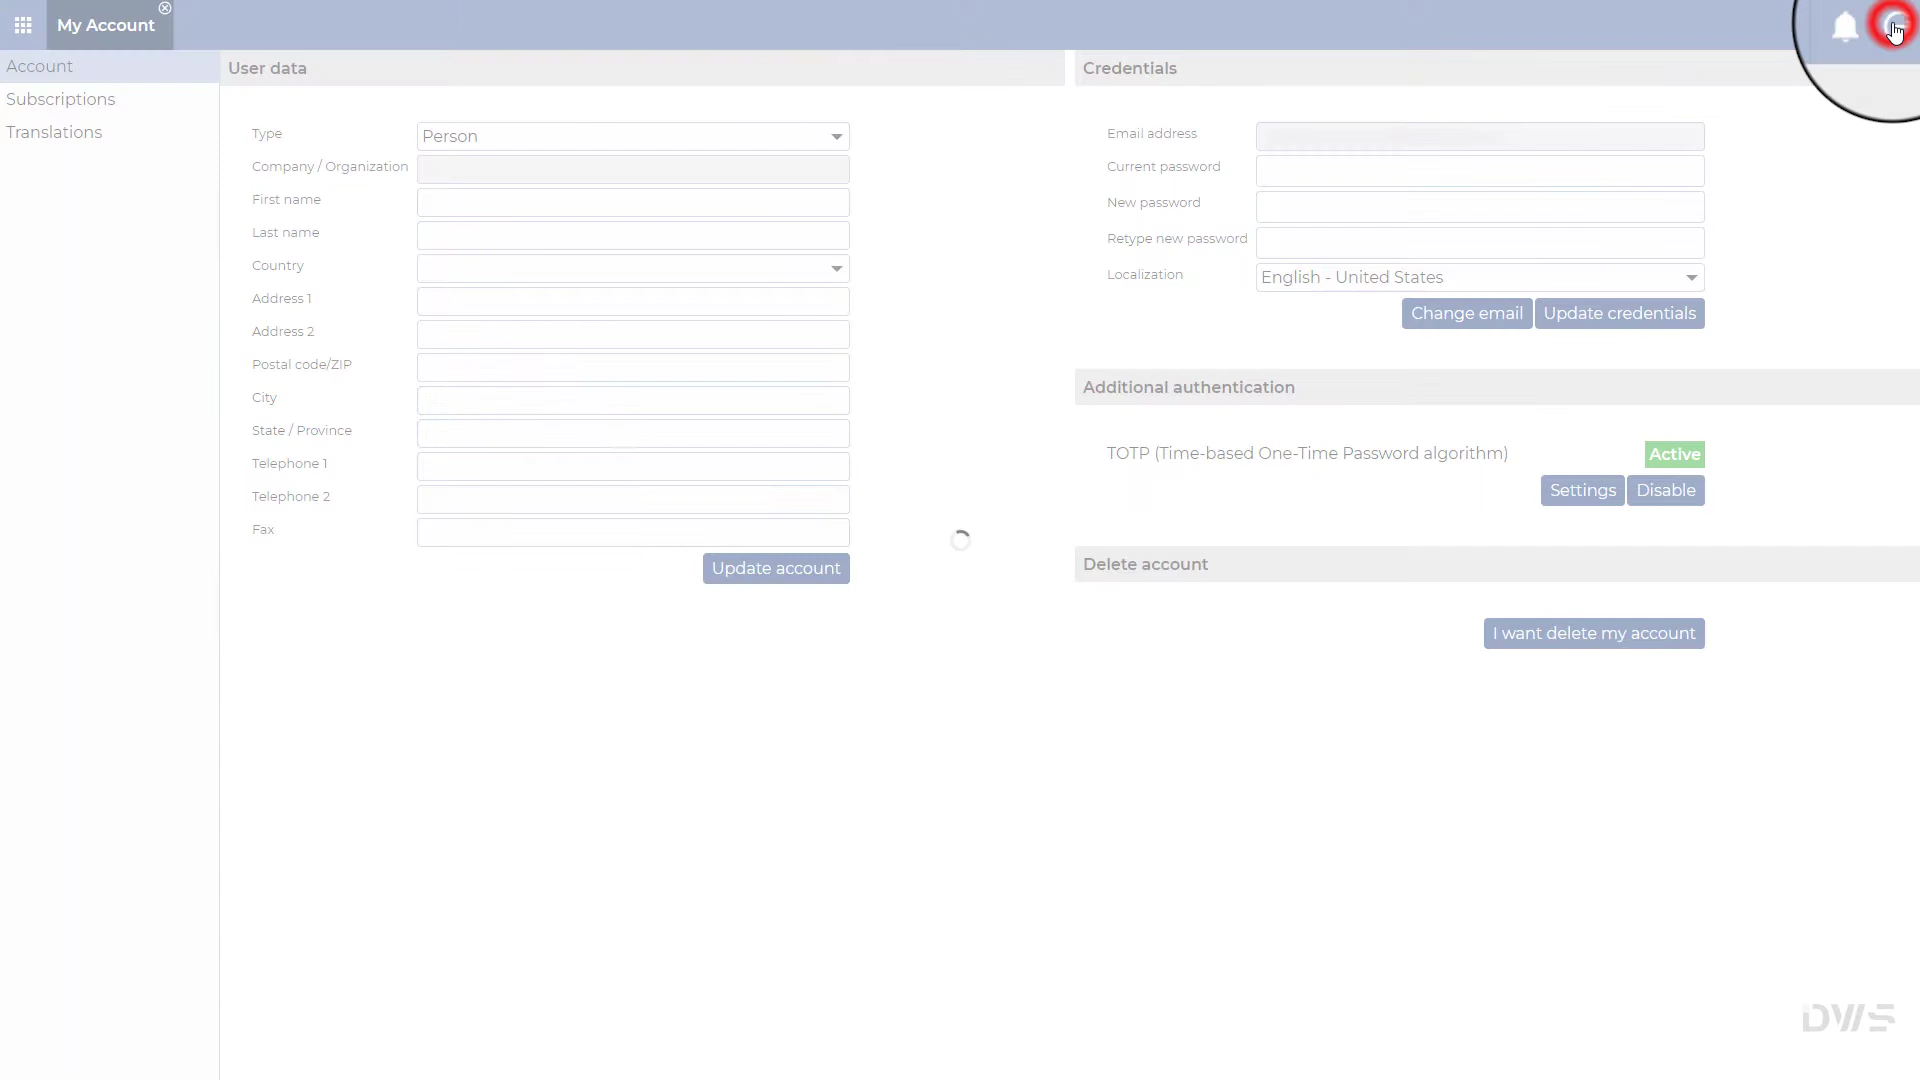 My Account
Account
Subscriptions
Translations
User data
Type
Person
Company / Organization
First name
Last name
Country
Address 1
Address 2
Postal code/ZIP
City
State / Province
Telephone 1
Telephone 2
Fax
Update account
Credentials
Email address
Current password
New password
Retype new password
Localization
English - United States
Change email
Update credentials
Additional authentication
TOTP (Time-based One-Time Password algorithm)
Active
Settings
Disable
Delete account
I want delete my account
DWS